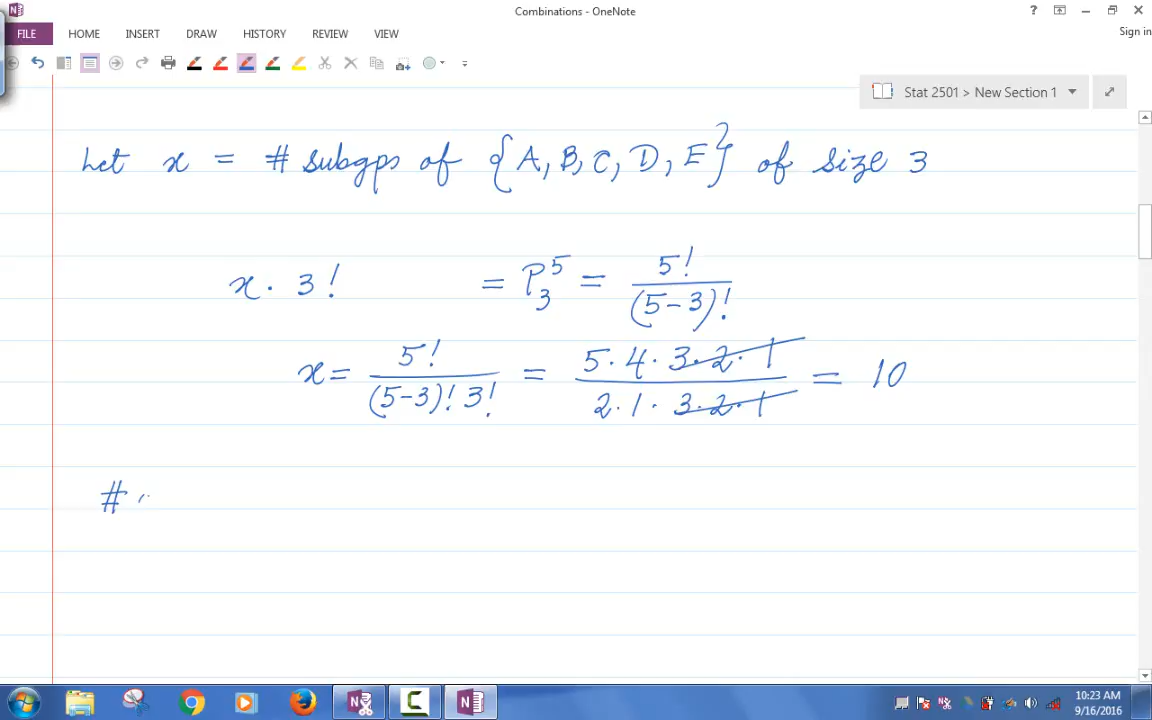 Combinations - OneNote
?
Sign in
FILE HOME INSERT DRAW HISTORY REVIEW VIEW
Stat 2501 > New Section 1
Let x = # subgps of {A, B, C, D, E} of size 3
x · 3! = P₃⁵ = 5! / (5-3)!
x = 5! / (5-3)! 3! = 5·4·3·2·1 / 2·1·3·2·1 = 10
#
10:23 AM
9/16/2016